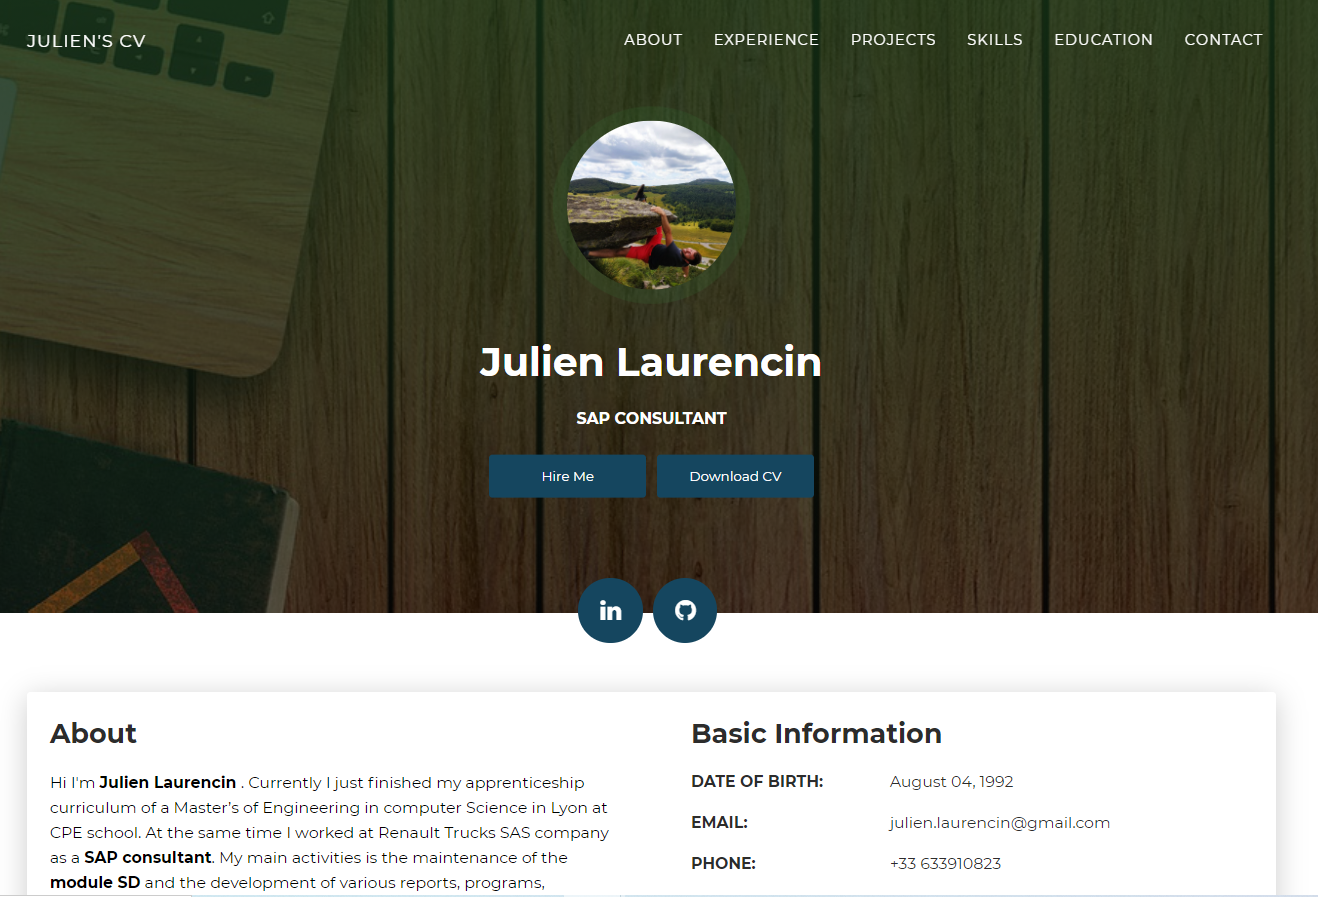 JULIEN'S CV
ABOUT EXPERIENCE PROJECTS SKILLS EDUCATION CONTACT
Julien Laurencin
SAP CONSULTANT
Hire Me Download CV
in
About
Hi I'm Julien Laurencin . Currently I just finished my apprenticeship
curriculum of a Master’s of Engineering in computer Science in Lyon at
CPE school. At the same time I worked at Renault Trucks SAS company
as a SAP consultant. My main activities is the maintenance of the
module SD and the development of various reports, programs,
Basic Information
DATE OF BIRTH: August 04, 1992
EMAIL: julien.laurencin@gmail.com
PHONE: +33 633910823